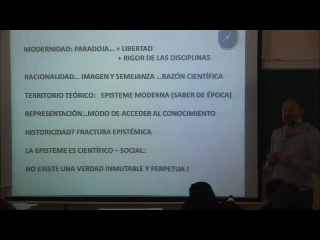 MODERNIDAD: PARADOJA... + LIBERTAD
+ RIGOR DE LAS DISCIPLINAS
RACIONALIDAD... IMAGEN Y SEMEJANZA ...RAZÓN CIENTÍFICA
TERRITORIO TEÓRICO: EPISTEME MODERNA (SABER DE ÉPOCA)
REPRESENTACIÓN...MODO DE ACCEDER AL CONOCIMIENTO
HISTORICIDAD? FRACTURA EPISTÉMICA
LA EPISTEME ES CIENTÍFICO – SOCIAL:
NO EXISTE UNA VERDAD INMUTABLE Y PERPETUA !